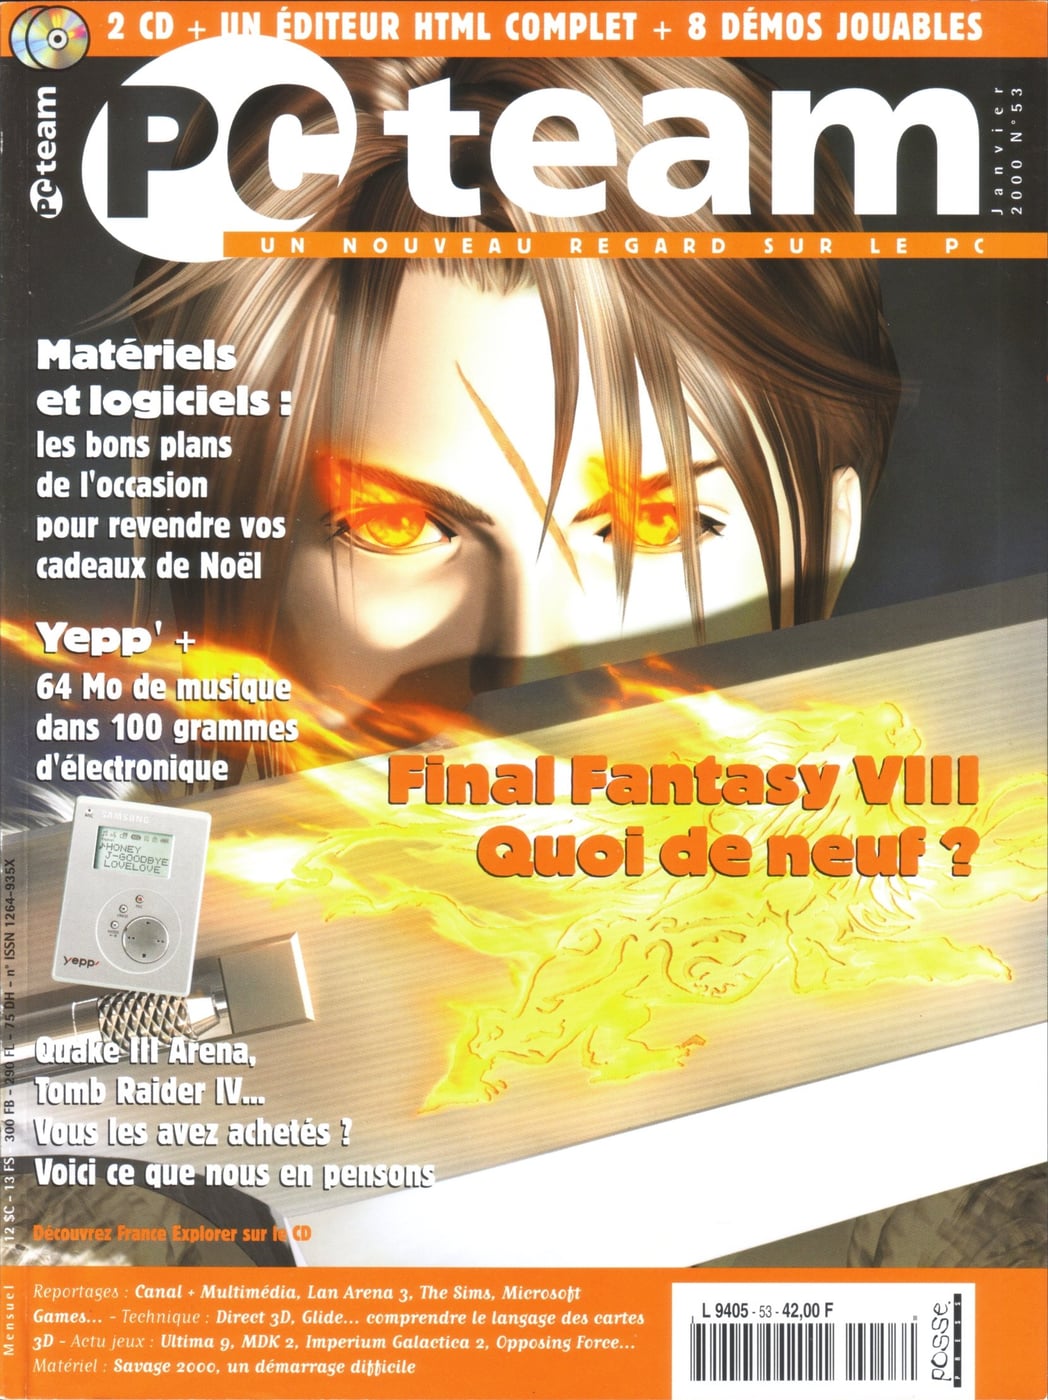 2 CD + UN ÉDITEUR HTML COMPLET + 8 DÉMOS JOUABLES
PC team
PC team
Janvier
2000 N°53
UN NOUVEAU REGARD SUR LE PC
Matériels
et logiciels :
les bons plans
de l'occasion
pour revendre vos
cadeaux de Noël
Yepp' +
64 Mo de musique
dans 100 grammes
d'électronique
Final Fantasy VIII
Quoi de neuf ?
MIC
SAMSUNG
HONEY
J-GOODBYE
LOVELOVE
yepp'
Quake III Arena,
Tomb Raider IV...
Vous les avez achetés ?
Voici ce que nous en pensons
Découvrez France Explorer sur le CD
Mensuel 12 $C – 13 FS – 300 FB – 290 FL – 75 DH – n° ISSN 1264-935X
Reportages : Canal + Multimédia, Lan Arena 3, The Sims, Microsoft
Games... - Technique : Direct 3D, Glide... comprendre le langage des cartes
3D - Actu jeux : Ultima 9, MDK 2, Imperium Galactica 2, Opposing Force...
Matériel : Savage 2000, un démarrage difficile
L 9405 - 53 - 42,00 F
posse.
PRESS